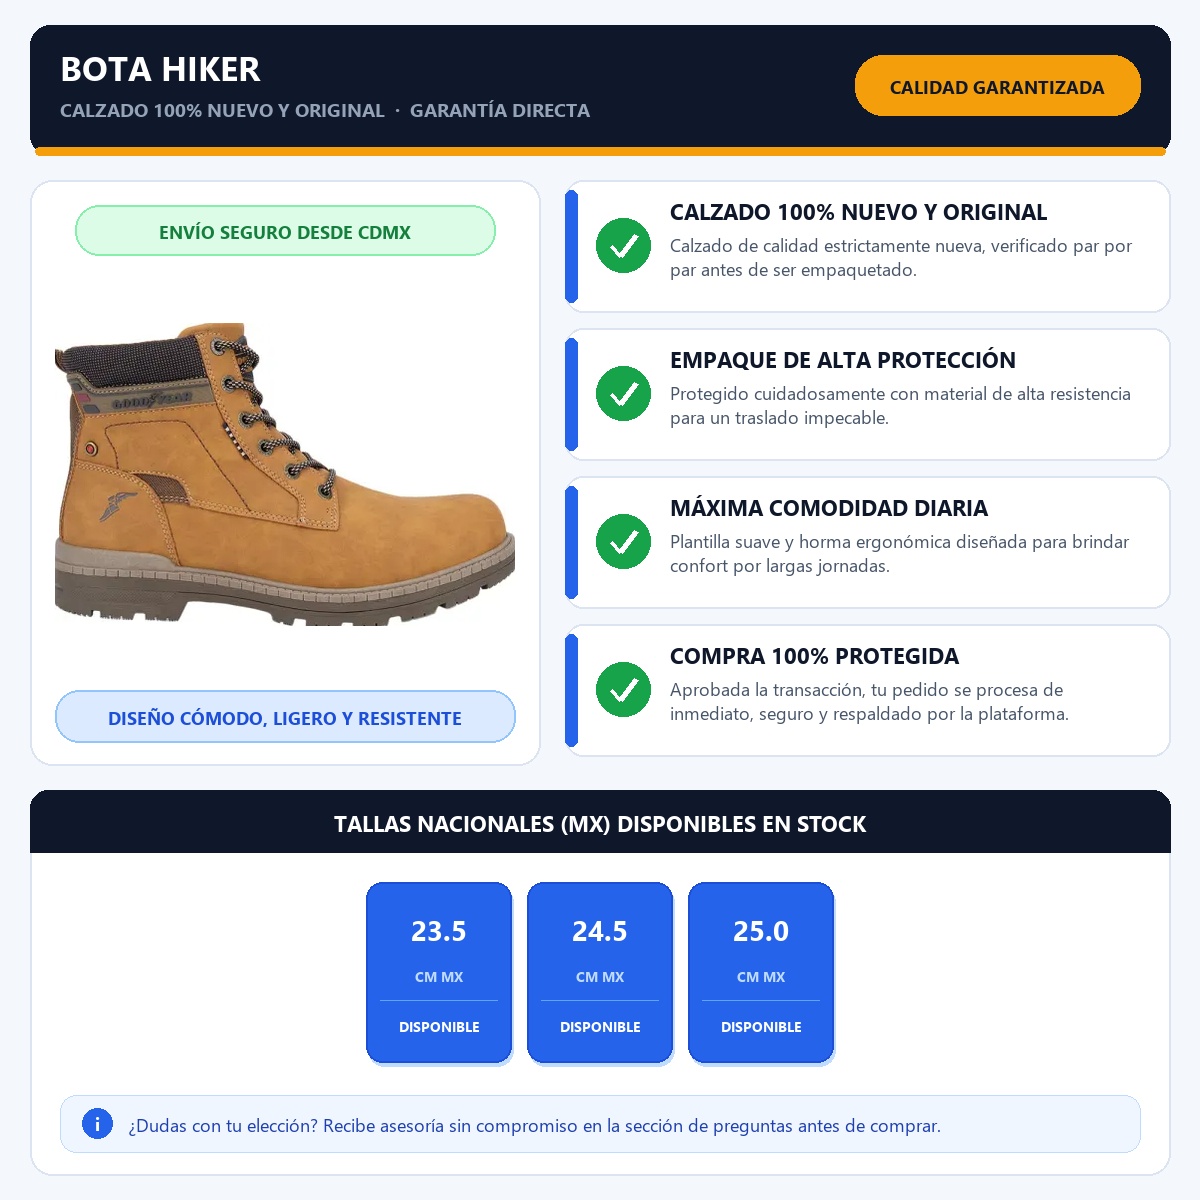 BOTA HIKER
CALZADO 100% NUEVO Y ORIGINAL · GARANTÍA DIRECTA
CALIDAD GARANTIZADA
ENVÍO SEGURO DESDE CDMX
GOODYEAR
DISEÑO CÓMODO, LIGERO Y RESISTENTE
CALZADO 100% NUEVO Y ORIGINAL
Calzado de calidad estrictamente nueva, verificado par por
par antes de ser empaquetado.
EMPAQUE DE ALTA PROTECCIÓN
Protegido cuidadosamente con material de alta resistencia
para un traslado impecable.
MÁXIMA COMODIDAD DIARIA
Plantilla suave y horma ergonómica diseñada para brindar
confort por largas jornadas.
COMPRA 100% PROTEGIDA
Aprobada la transacción, tu pedido se procesa de
inmediato, seguro y respaldado por la plataforma.
TALLAS NACIONALES (MX) DISPONIBLES EN STOCK
23.5
CM MX
DISPONIBLE
24.5
CM MX
DISPONIBLE
25.0
CM MX
DISPONIBLE
¿Dudas con tu elección? Recibe asesoría sin compromiso en la sección de preguntas antes de comprar.